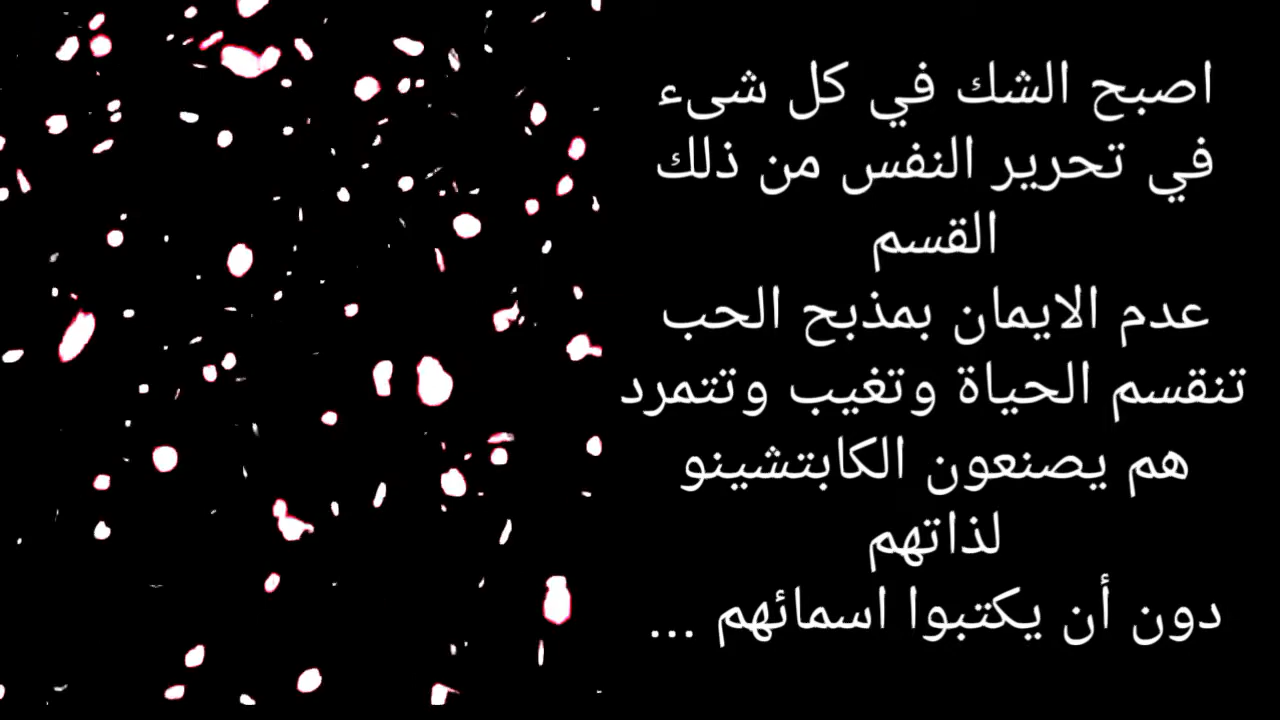 اصبح الشك في كل شىء
في تحرير النفس من ذلك
القسم
عدم الايمان بمذبح الحب
تنقسم الحياة وتغيب وتتمرد
هم يصنعون الكابتشينو
لذاتهم
دون أن يكتبوا اسمائهم ...